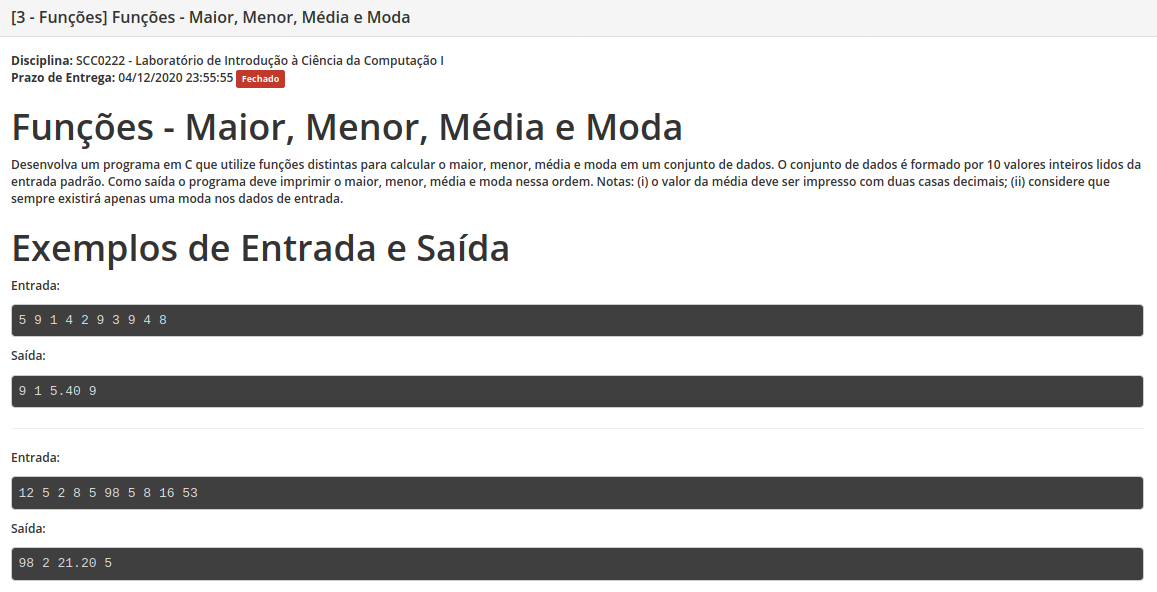 [3 - Funções] Funções - Maior, Menor, Média e Moda
Disciplina: SCC0222 - Laboratório de Introdução à Ciência da Computação I
Prazo de Entrega: 04/12/2020 23:55:55 Fechado
Funções - Maior, Menor, Média e Moda
Desenvolva um programa em C que utilize funções distintas para calcular o maior, menor, média e moda em um conjunto de dados. O conjunto de dados é formado por 10 valores inteiros lidos da
entrada padrão. Como saída o programa deve imprimir o maior, menor, média e moda nessa ordem. Notas: (i) o valor da média deve ser impresso com duas casas decimais; (ii) considere que
sempre existirá apenas uma moda nos dados de entrada.
Exemplos de Entrada e Saída
Entrada:
5 9 1 4 2 9 3 9 4 8
Saída:
9 1 5.40 9
Entrada:
12 5 2 8 5 98 5 8 16 53
Saída:
98 2 21.20 5